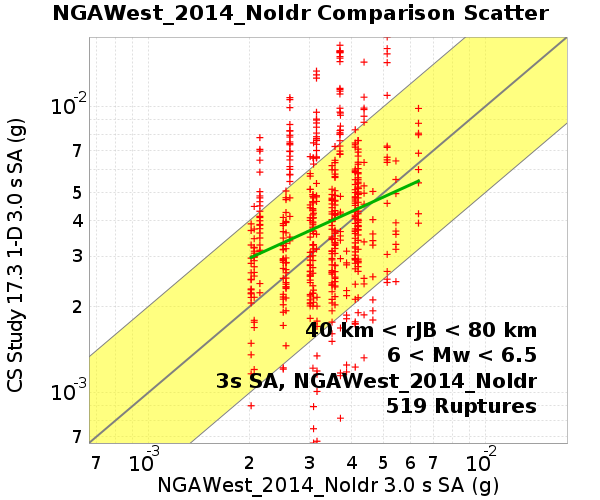 NGAWest_2014_NoIdr Comparison Scatter
CS Study 17.3 1-D 3.0 s SA (g)
10-2
7
5
4
3
2
10-3
7
40 km < rJB < 80 km
6 < Mw < 6.5
3s SA, NGAWest_2014_NoIdr
519 Ruptures
7 10-3 2 3 4 5 6 7 10-2
NGAWest_2014_NoIdr 3.0 s SA (g)